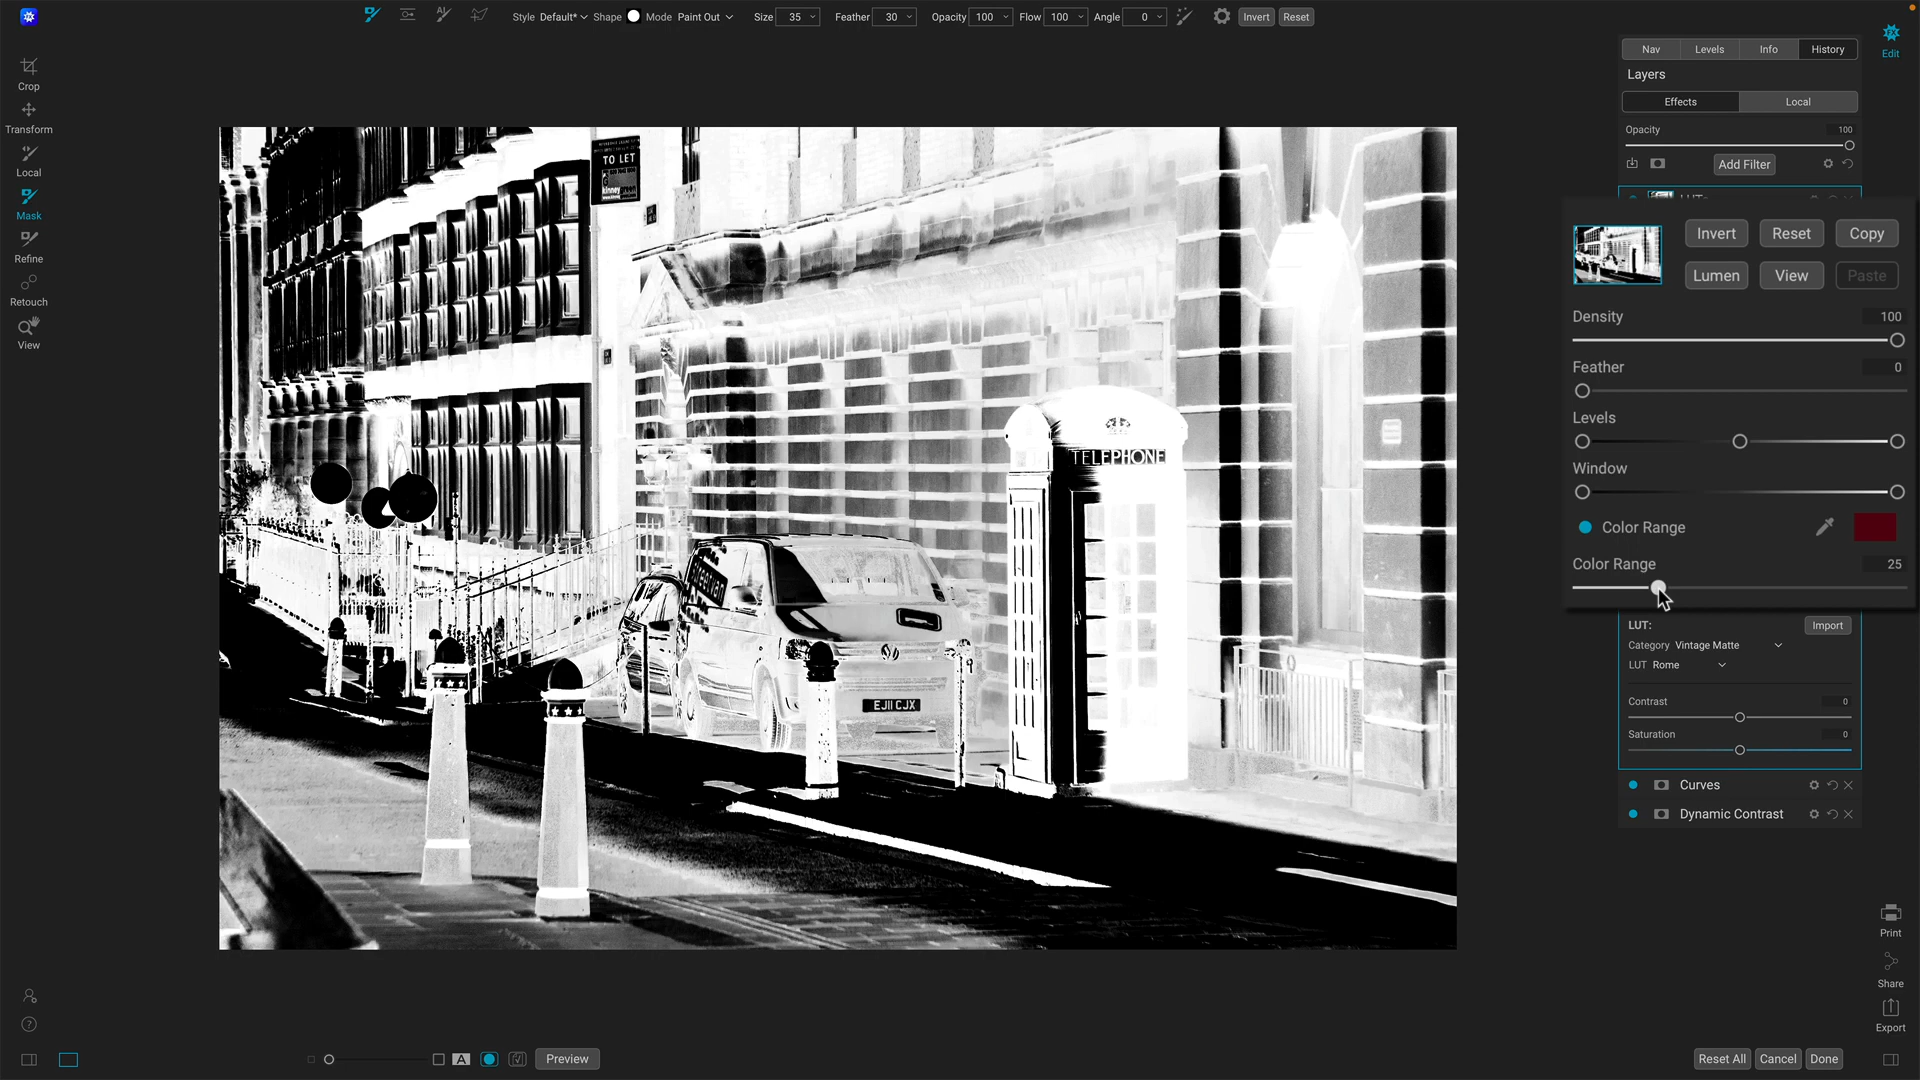 Style Default* Shape Mode Paint Out Size 35 Feather 30 Opacity 100 Flow 100 Angle 0 Invert Reset
Crop
Transform
Local
Mask
Refine
Retouch
View
TO LET
TELEPHONE
EJ11 CJX
Edit
Nav Levels Info History
Layers
Effects Local
Opacity 100
Add Filter
Invert Reset Copy
Lumen View Paste
Density 100
Feather 0
Levels
Window
Color Range
Color Range 25
LUT: Import
Category Vintage Matte
LUT Rome
Contrast 0
Saturation 0
Curves
Dynamic Contrast
Print
Share
Export
A Preview
Reset All Cancel Done